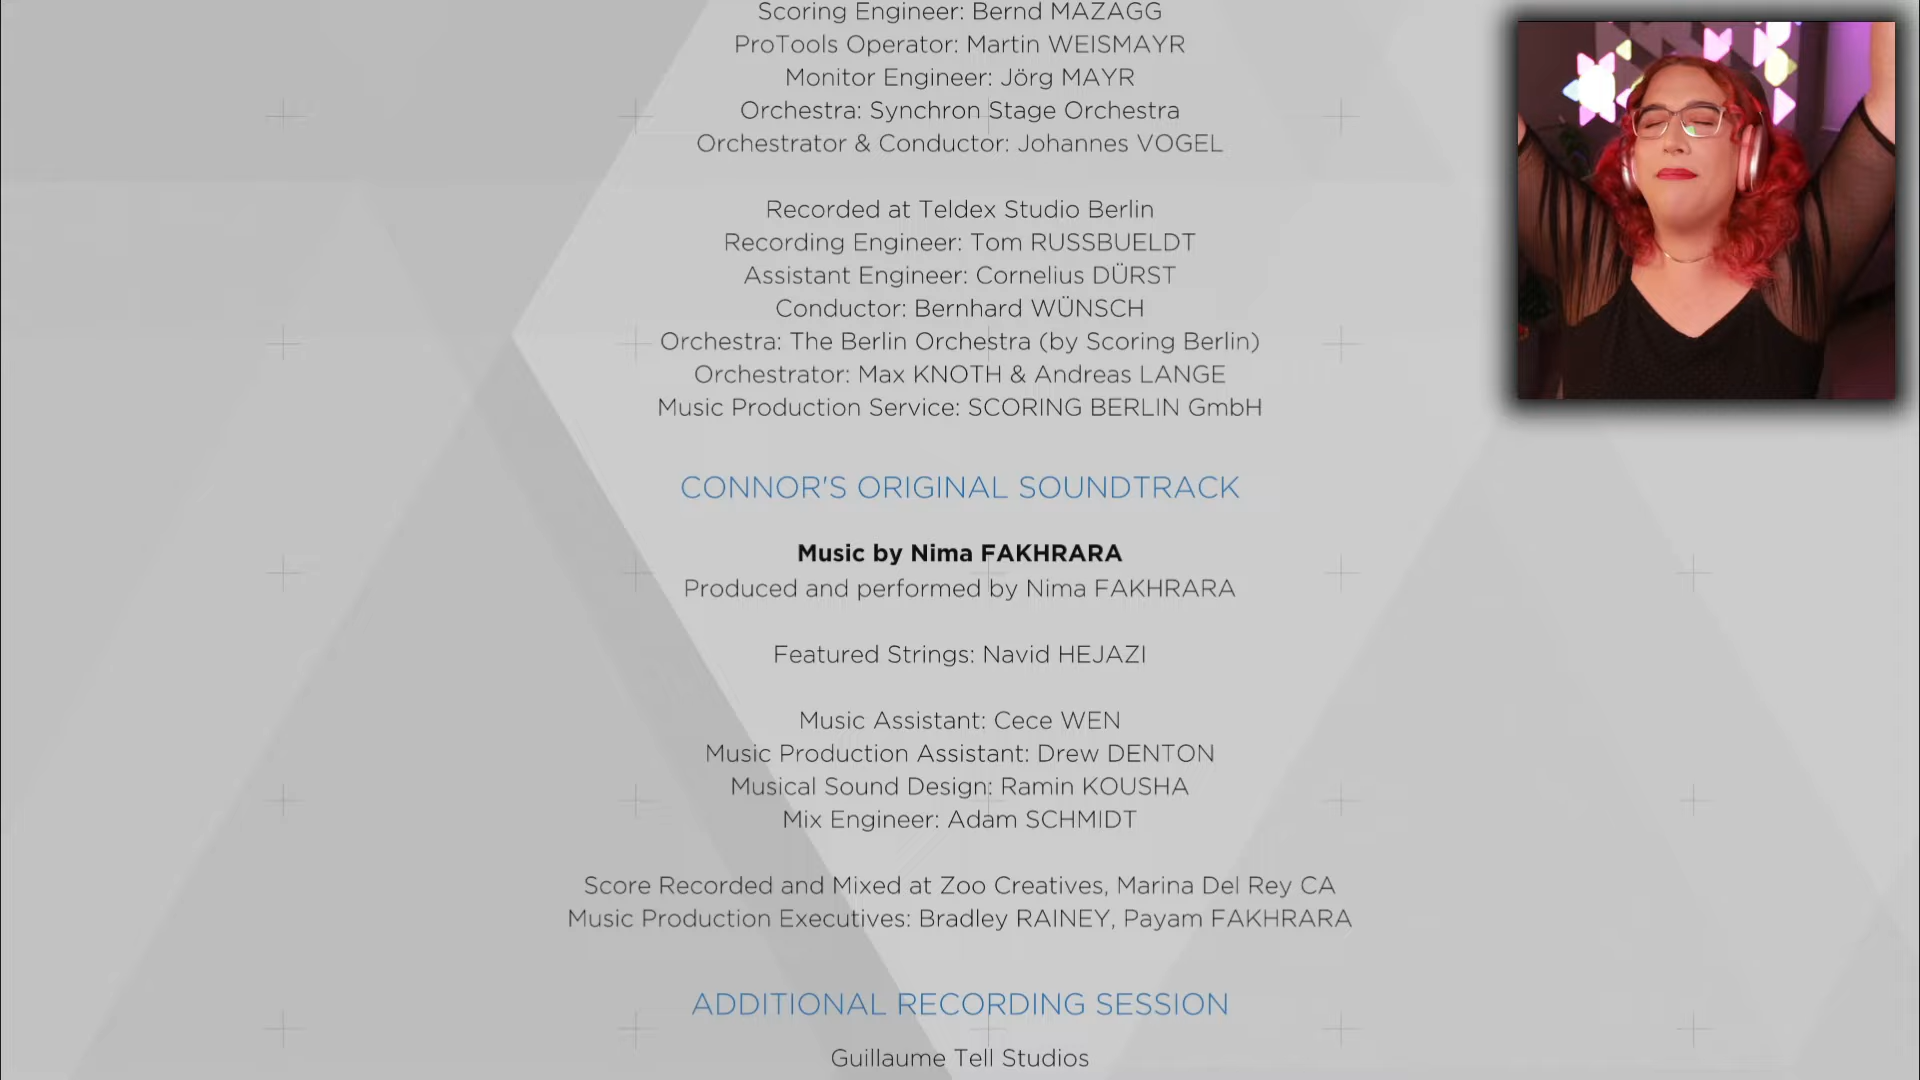 Scoring Engineer: Bernd MAZAGG
ProTools Operator: Martin WEISMAYR
Monitor Engineer: Jörg MAYR
Orchestra: Synchron Stage Orchestra
Orchestrator & Conductor: Johannes VOGEL
Recorded at Teldex Studio Berlin
Recording Engineer: Tom RUSSBUELDT
Assistant Engineer: Cornelius DÜRST
Conductor: Bernhard WÜNSCH
Orchestra: The Berlin Orchestra (by Scoring Berlin)
Orchestrator: Max KNOTH & Andreas LANGE
Music Production Service: SCORING BERLIN GmbH
CONNOR'S ORIGINAL SOUNDTRACK
Music by Nima FAKHRARA
Produced and performed by Nima FAKHRARA
Featured Strings: Navid HEJAZI
Music Assistant: Cece WEN
Music Production Assistant: Drew DENTON
Musical Sound Design: Ramin KOUSHA
Mix Engineer: Adam SCHMIDT
Score Recorded and Mixed at Zoo Creatives, Marina Del Rey CA
Music Production Executives: Bradley RAINEY, Payam FAKHRARA
ADDITIONAL RECORDING SESSION
Guillaume Tell Studios